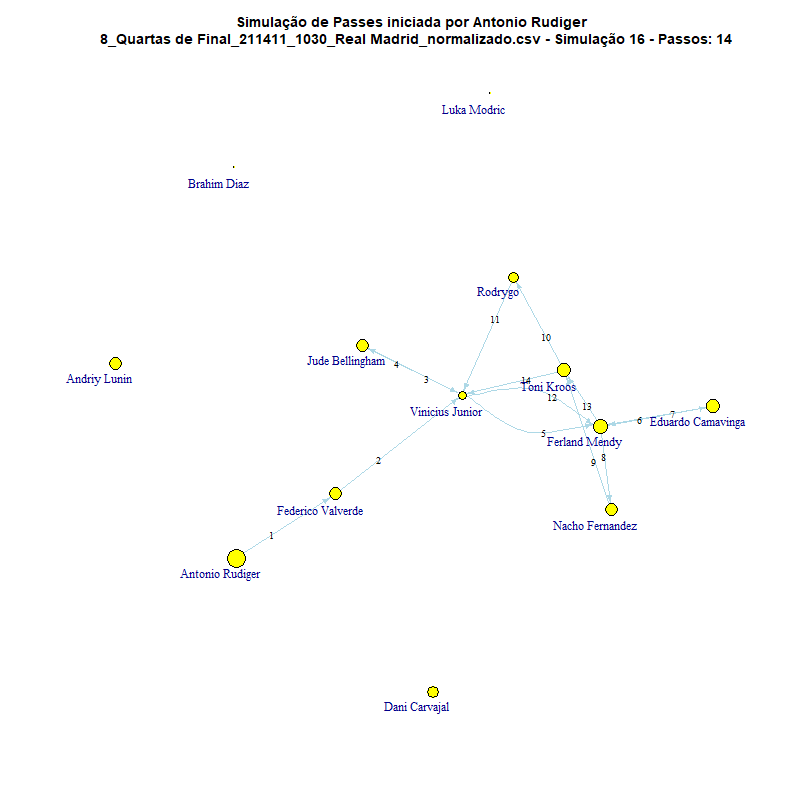 Simulação de Passes iniciada por Antonio Rudiger
8_Quartas de Final_211411_1030_Real Madrid_normalizado.csv - Simulação 16 - Passos: 14
Luka Modric
Brahim Diaz
Rodrygo
11
10
Jude Bellingham
4
3
Andriy Lunin
14
Toni Kroos
12
13
Vinicius Junior
7
6
Eduardo Camavinga
5
Ferland Mendy
2
9
8
Federico Valverde
Nacho Fernandez
1
Antonio Rudiger
Dani Carvajal